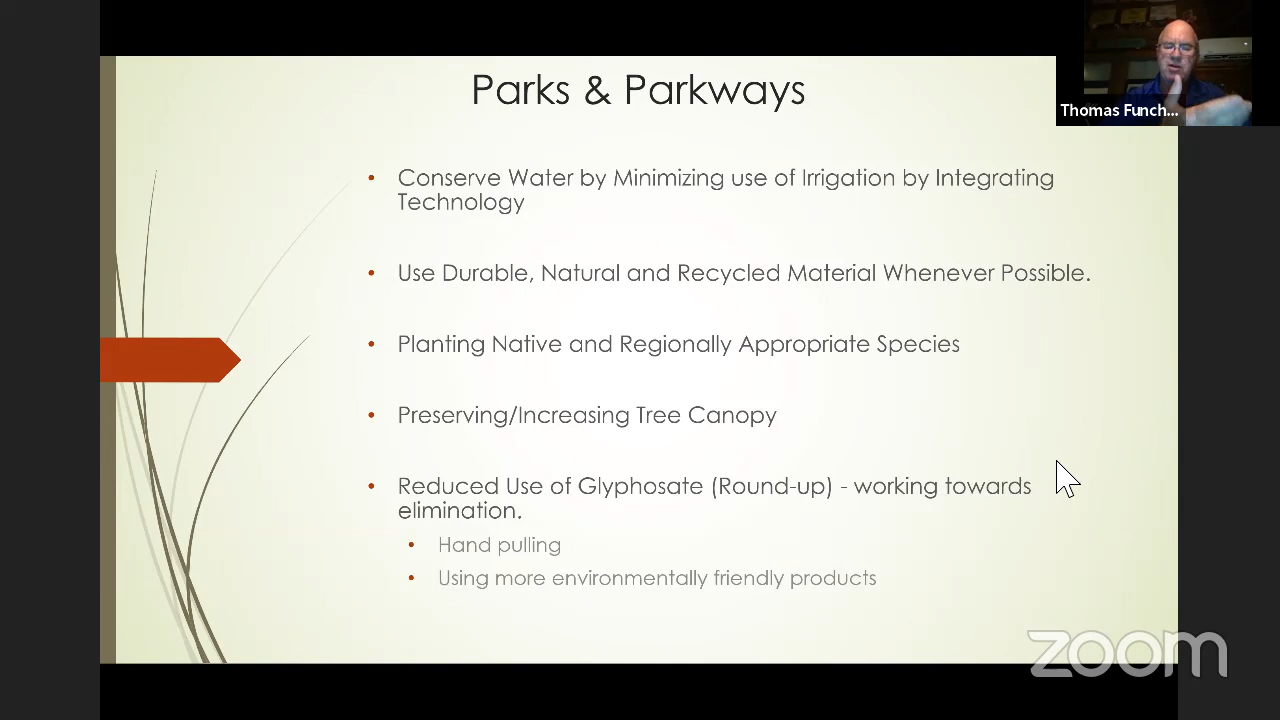 Parks & Parkways
Thomas Funch...
• Conserve Water by Minimizing use of Irrigation by Integrating
Technology
• Use Durable, Natural and Recycled Material Whenever Possible.
• Planting Native and Regionally Appropriate Species
• Preserving/Increasing Tree Canopy
• Reduced Use of Glyphosate (Round-up) - working towards
elimination.
• Hand pulling
• Using more environmentally friendly products
zoom